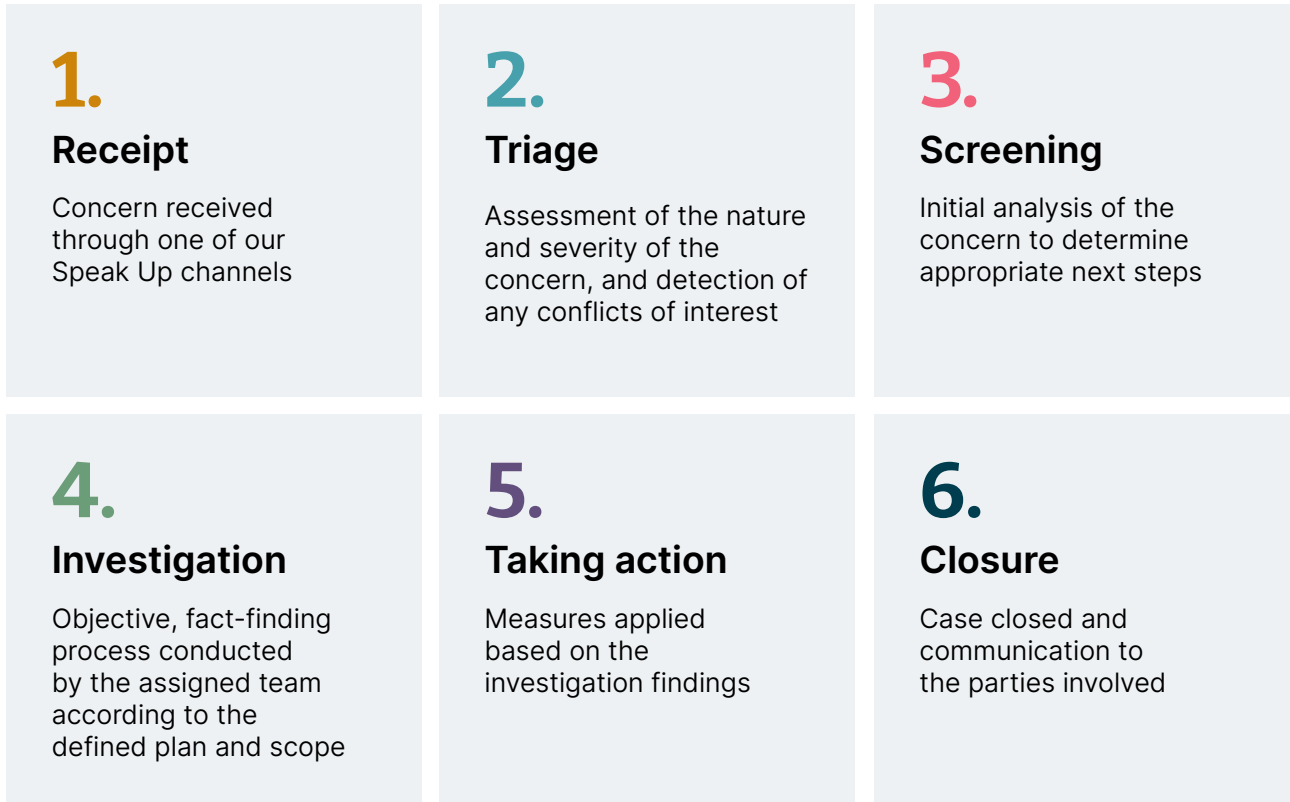 1.
Receipt
Concern received
through one of our
Speak Up channels
2.
Triage
Assessment of the nature
and severity of the
concern, and detection of
any conflicts of interest
3.
Screening
Initial analysis of the
concern to determine
appropriate next steps
4.
Investigation
Objective, fact-finding
process conducted
by the assigned team
according to the
defined plan and scope
5.
Taking action
Measures applied
based on the
investigation findings
6.
Closure
Case closed and
communication to
the parties involved